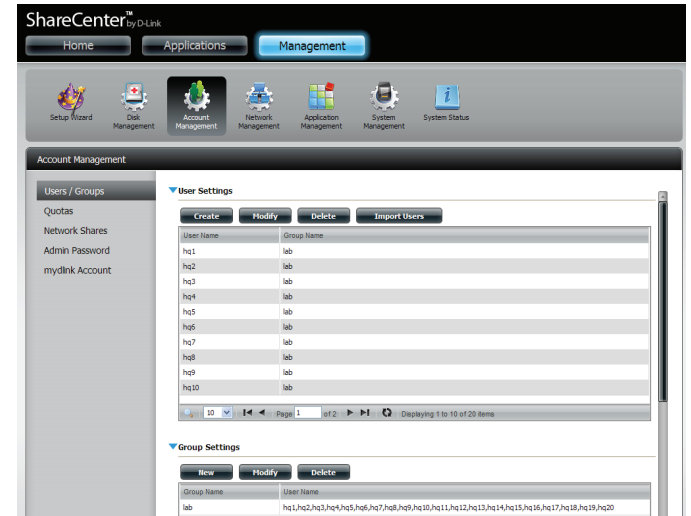 ShareCenter™ by D-Link
Home Applications Management
Setup Wizard Disk Management Account Management Network Management Application Management System Management System Status
Account Management
Users / Groups
Quotas
Network Shares
Admin Password
mydlink Account
User Settings
Create Modify Delete Import Users
User Name Group Name
hq1 lab
hq2 lab
hq3 lab
hq4 lab
hq5 lab
hq6 lab
hq7 lab
hq8 lab
hq9 lab
hq10 lab
10 Page 1 of 2 Displaying 1 to 10 of 20 items
Group Settings
New Modify Delete
Group Name User Name
lab hq1,hq2,hq3,hq4,hq5,hq6,hq7,hq8,hq9,hq10,hq11,hq12,hq13,hq14,hq15,hq16,hq17,hq18,hq19,hq20